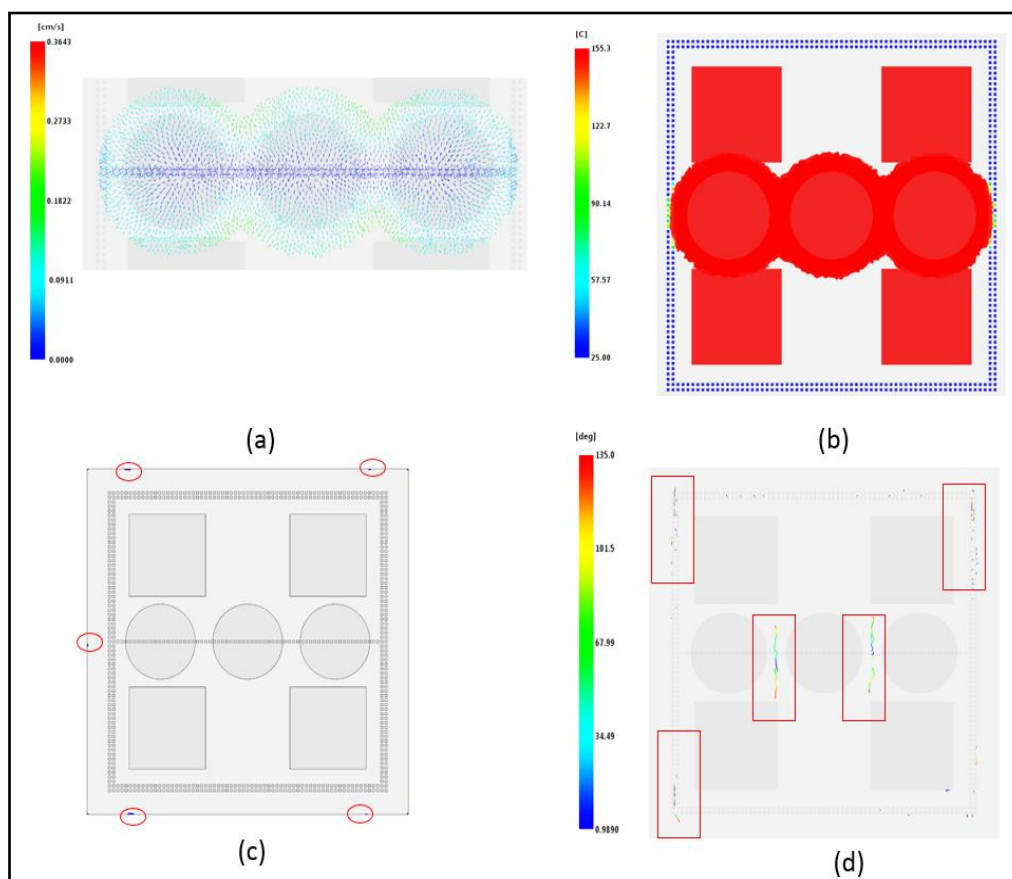 [cm/s]
0.3643
0.2733
0.1822
0.0911
0.0000
(a)
[C]
155.3
122.7
90.14
57.57
25.00
(b)
(c)
[deg]
135.0
101.5
67.99
34.49
0.9890
(d)